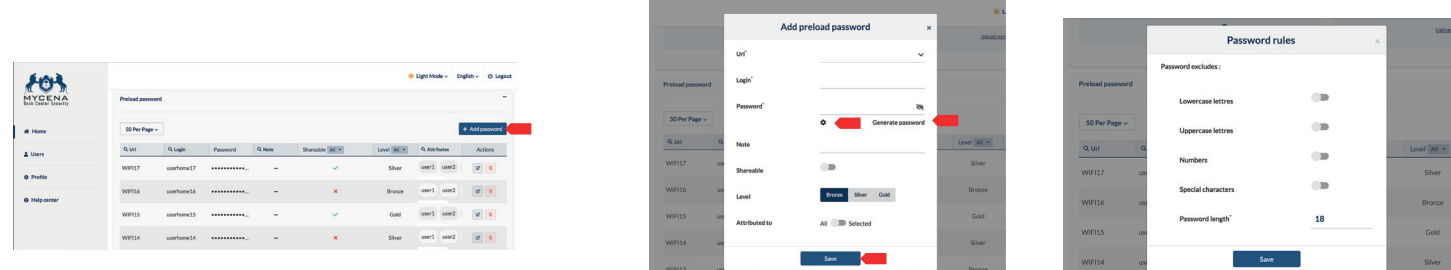 Light Mode English Logout
MYCENA
Desk Center Security
Preload password
50 Per Page
+ Add password
Home
Users
Profile
Help center
Url Login Password Note Shareable All Level All Attributes Actions
WIFI17 userhome17 •••••••••••... – Silver user1 user2
WIFI16 userhome16 •••••••••••... – Bronze user1 user2
WIFI15 userhome15 •••••••••••... – Gold user1 user2
WIFI14 userhome14 •••••••••••... – Silver user1 user2
Add preload password
×
Url*
Login*
Password*
Generate password
Note
Shareable
Level Bronze Silver Gold
Attributed to All Selected
Save
Preload password
50 Per Page
Url
Level All
WIFI17 Silver
WIFI16 Bronze
WIFI15 Gold
WIFI14 Silver
WIFI13 Bronze
Password rules
×
Password excludes :
Lowercase lettres
Uppercase lettres
Numbers
Special characters
Password length* 18
Save
Preload password
50 Per Page
Url
Level All
WIFI17 Silver
WIFI16 Bronze
WIFI15 Gold
WIFI14 Silver